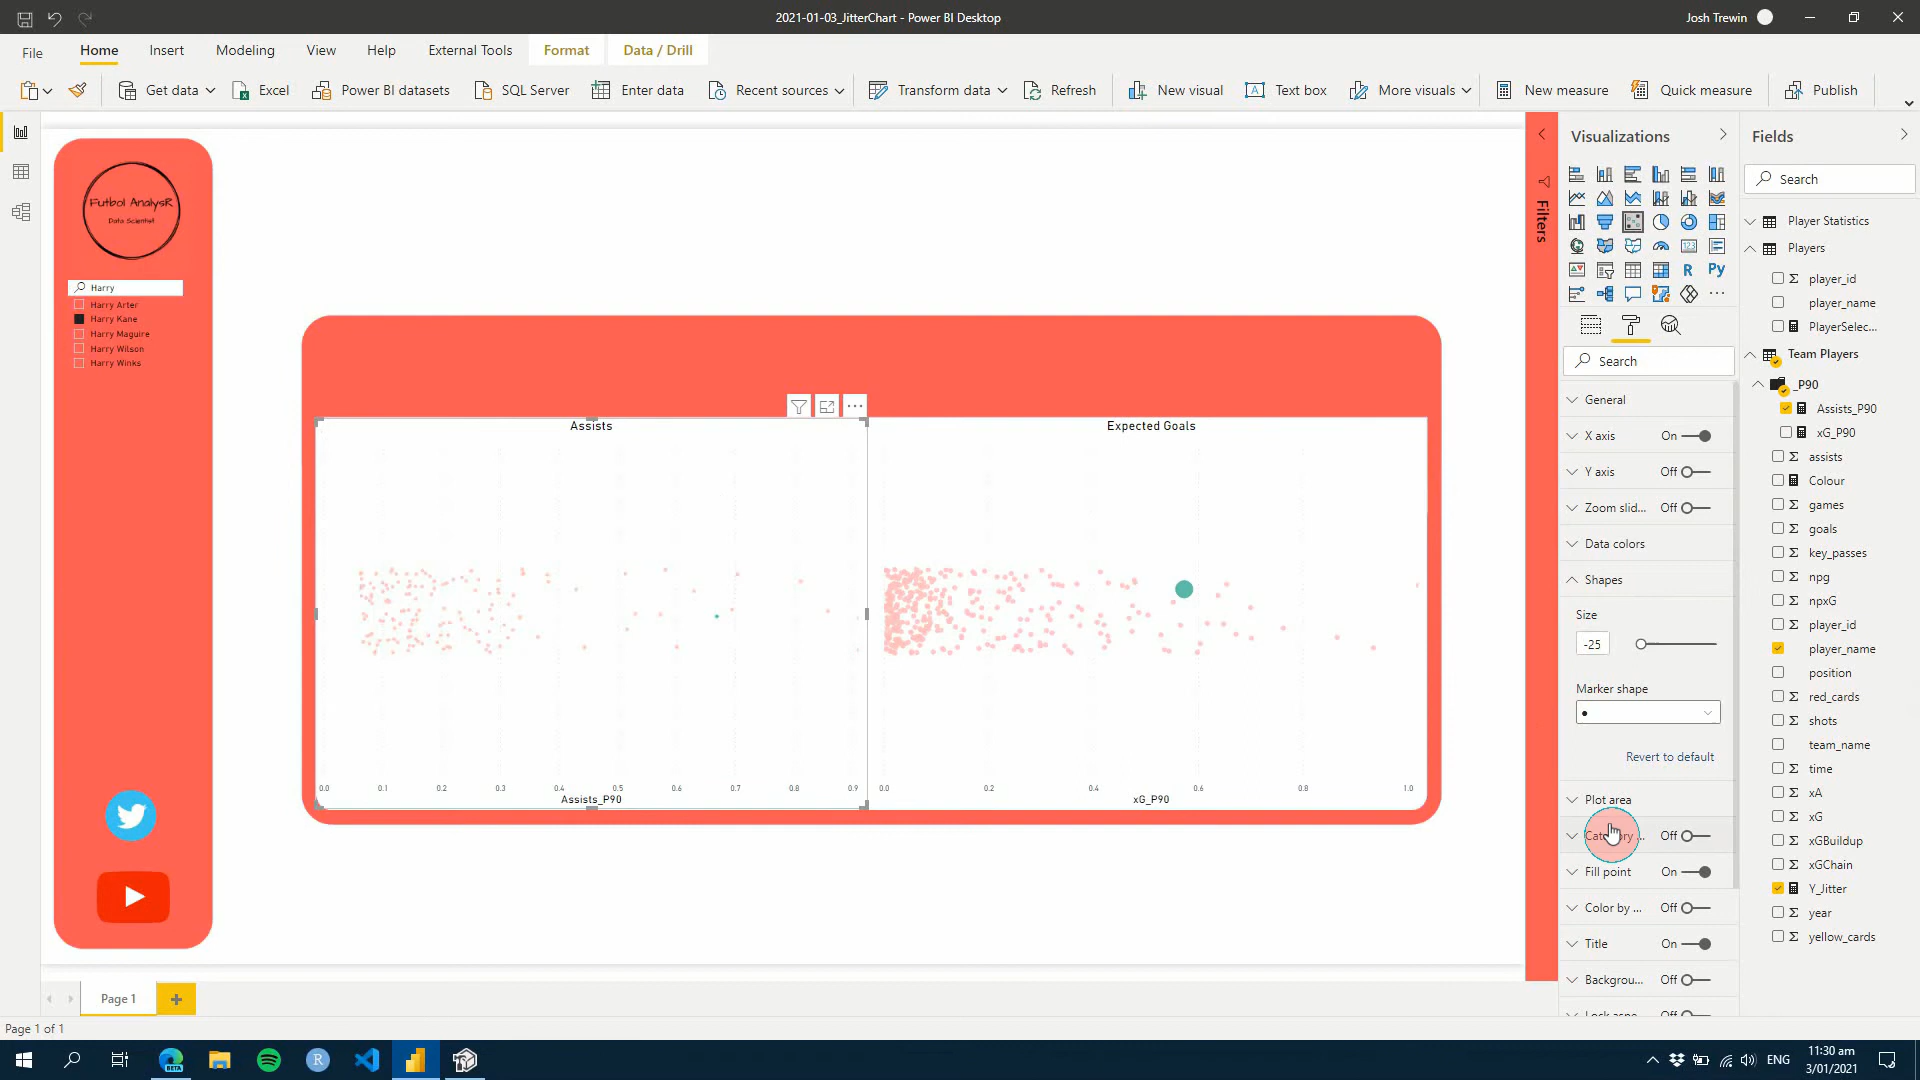 2021-01-03_JitterChart - Power BI Desktop
Josh Trewin
File
Home
Insert
Modeling
View
Help
External Tools
Format
Data / Drill
Get data
Excel
Power BI datasets
SQL Server
Enter data
Recent sources
Transform data
Refresh
New visual
Text box
More visuals
New measure
Quick measure
Publish
Futbol AnalysR
Data Scientist
Harry
Harry Arter
Harry Kane
Harry Maguire
Harry Wilson
Harry Winks
Assists
0.0 0.1 0.2 0.3 0.4 0.5 0.6 0.7 0.8 0.9
Assists_P90
Expected Goals
0.0 0.2 0.4 0.6 0.8 1.0
xG_P90
Filters
Visualizations
R
Py
123
Search
General
X axis On
Y axis Off
Zoom slid... Off
Data colors
Shapes
Size
-25
Marker shape
Revert to default
Plot area
Category ... Off
Fill point On
Color by ... Off
Title On
Backgrou... Off
Lock aspe... Off
Fields
Search
Player Statistics
Players
player_id
player_name
PlayerSelec...
Team Players
_P90
Assists_P90
xG_P90
assists
Colour
games
goals
key_passes
npg
npxG
player_id
player_name
position
red_cards
shots
team_name
time
xA
xG
xGBuildup
xGChain
Y_Jitter
year
yellow_cards
Page 1
Page 1 of 1
BETA
R
ENG
11:30 am
3/01/2021